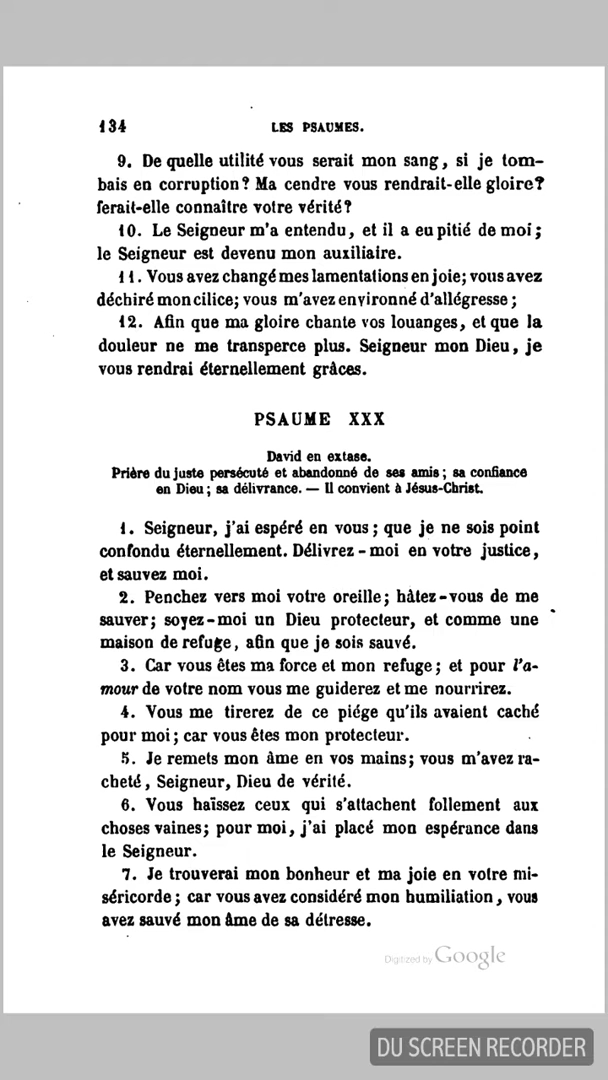 134 LES PSAUMES.
9. De quelle utilité vous serait mon sang, si je tom-
bais en corruption? Ma cendre vous rendrait-elle gloire?
ferait-elle connaître votre vérité?
10. Le Seigneur m'a entendu, et il a eu pitié de moi;
le Seigneur est devenu mon auxiliaire.
11. Vous avez changé mes lamentations en joie; vous avez
déchiré mon cilice; vous m'avez environné d'allégresse;
12. Afin que ma gloire chante vos louanges, et que la
douleur ne me transperce plus. Seigneur mon Dieu, je
vous rendrai éternellement grâces.
PSAUME XXX
David en extase.
Prière du juste persécuté et abandonné de ses amis; sa confiance
en Dieu; sa délivrance. — Il convient à Jésus-Christ.
1. Seigneur, j'ai espéré en vous; que je ne sois point
confondu éternellement. Délivrez-moi en votre justice,
et sauvez moi.
2. Penchez vers moi votre oreille; hâtez-vous de me
sauver; soyez-moi un Dieu protecteur, et comme une
maison de refuge, afin que je sois sauvé.
3. Car vous êtes ma force et mon refuge; et pour l'a-
mour de votre nom vous me guiderez et me nourrirez.
4. Vous me tirerez de ce piége qu'ils avaient caché
pour moi; car vous êtes mon protecteur.
5. Je remets mon âme en vos mains; vous m'avez ra-
cheté, Seigneur, Dieu de vérité.
6. Vous haïssez ceux qui s'attachent follement aux
choses vaines; pour moi, j'ai placé mon espérance dans
le Seigneur.
7. Je trouverai mon bonheur et ma joie en votre mi-
séricorde; car vous avez considéré mon humiliation, vous
avez sauvé mon âme de sa détresse.
Digitized by Google
DU SCREEN RECORDER